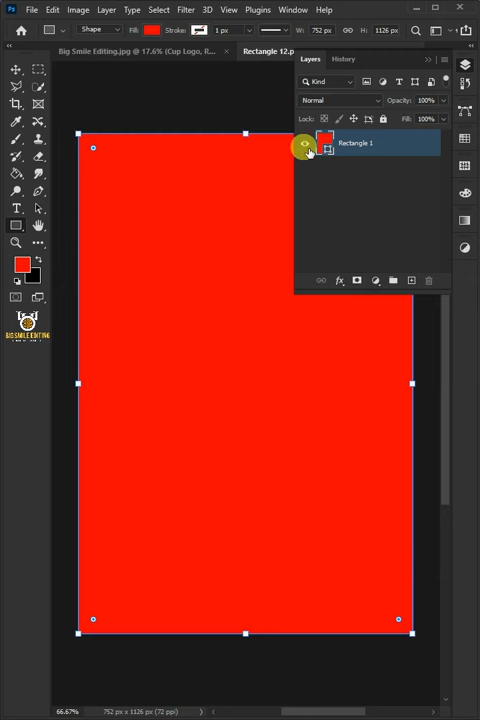 Ps File Edit Image Layer Type Select Filter 3D View Plugins Window Help
Shape Fill: Stroke: 1 px W: 752 px H: 1126 px
Big Smile Editing.jpg @ 17.6% (Cup Logo, R... × Rectangle 12.p
Layers History
Kind
Normal Opacity: 100%
Lock: Fill: 100%
Rectangle 1
fx
BIG SMILE EDITING
66.67% 752 px x 1126 px (72 ppi)